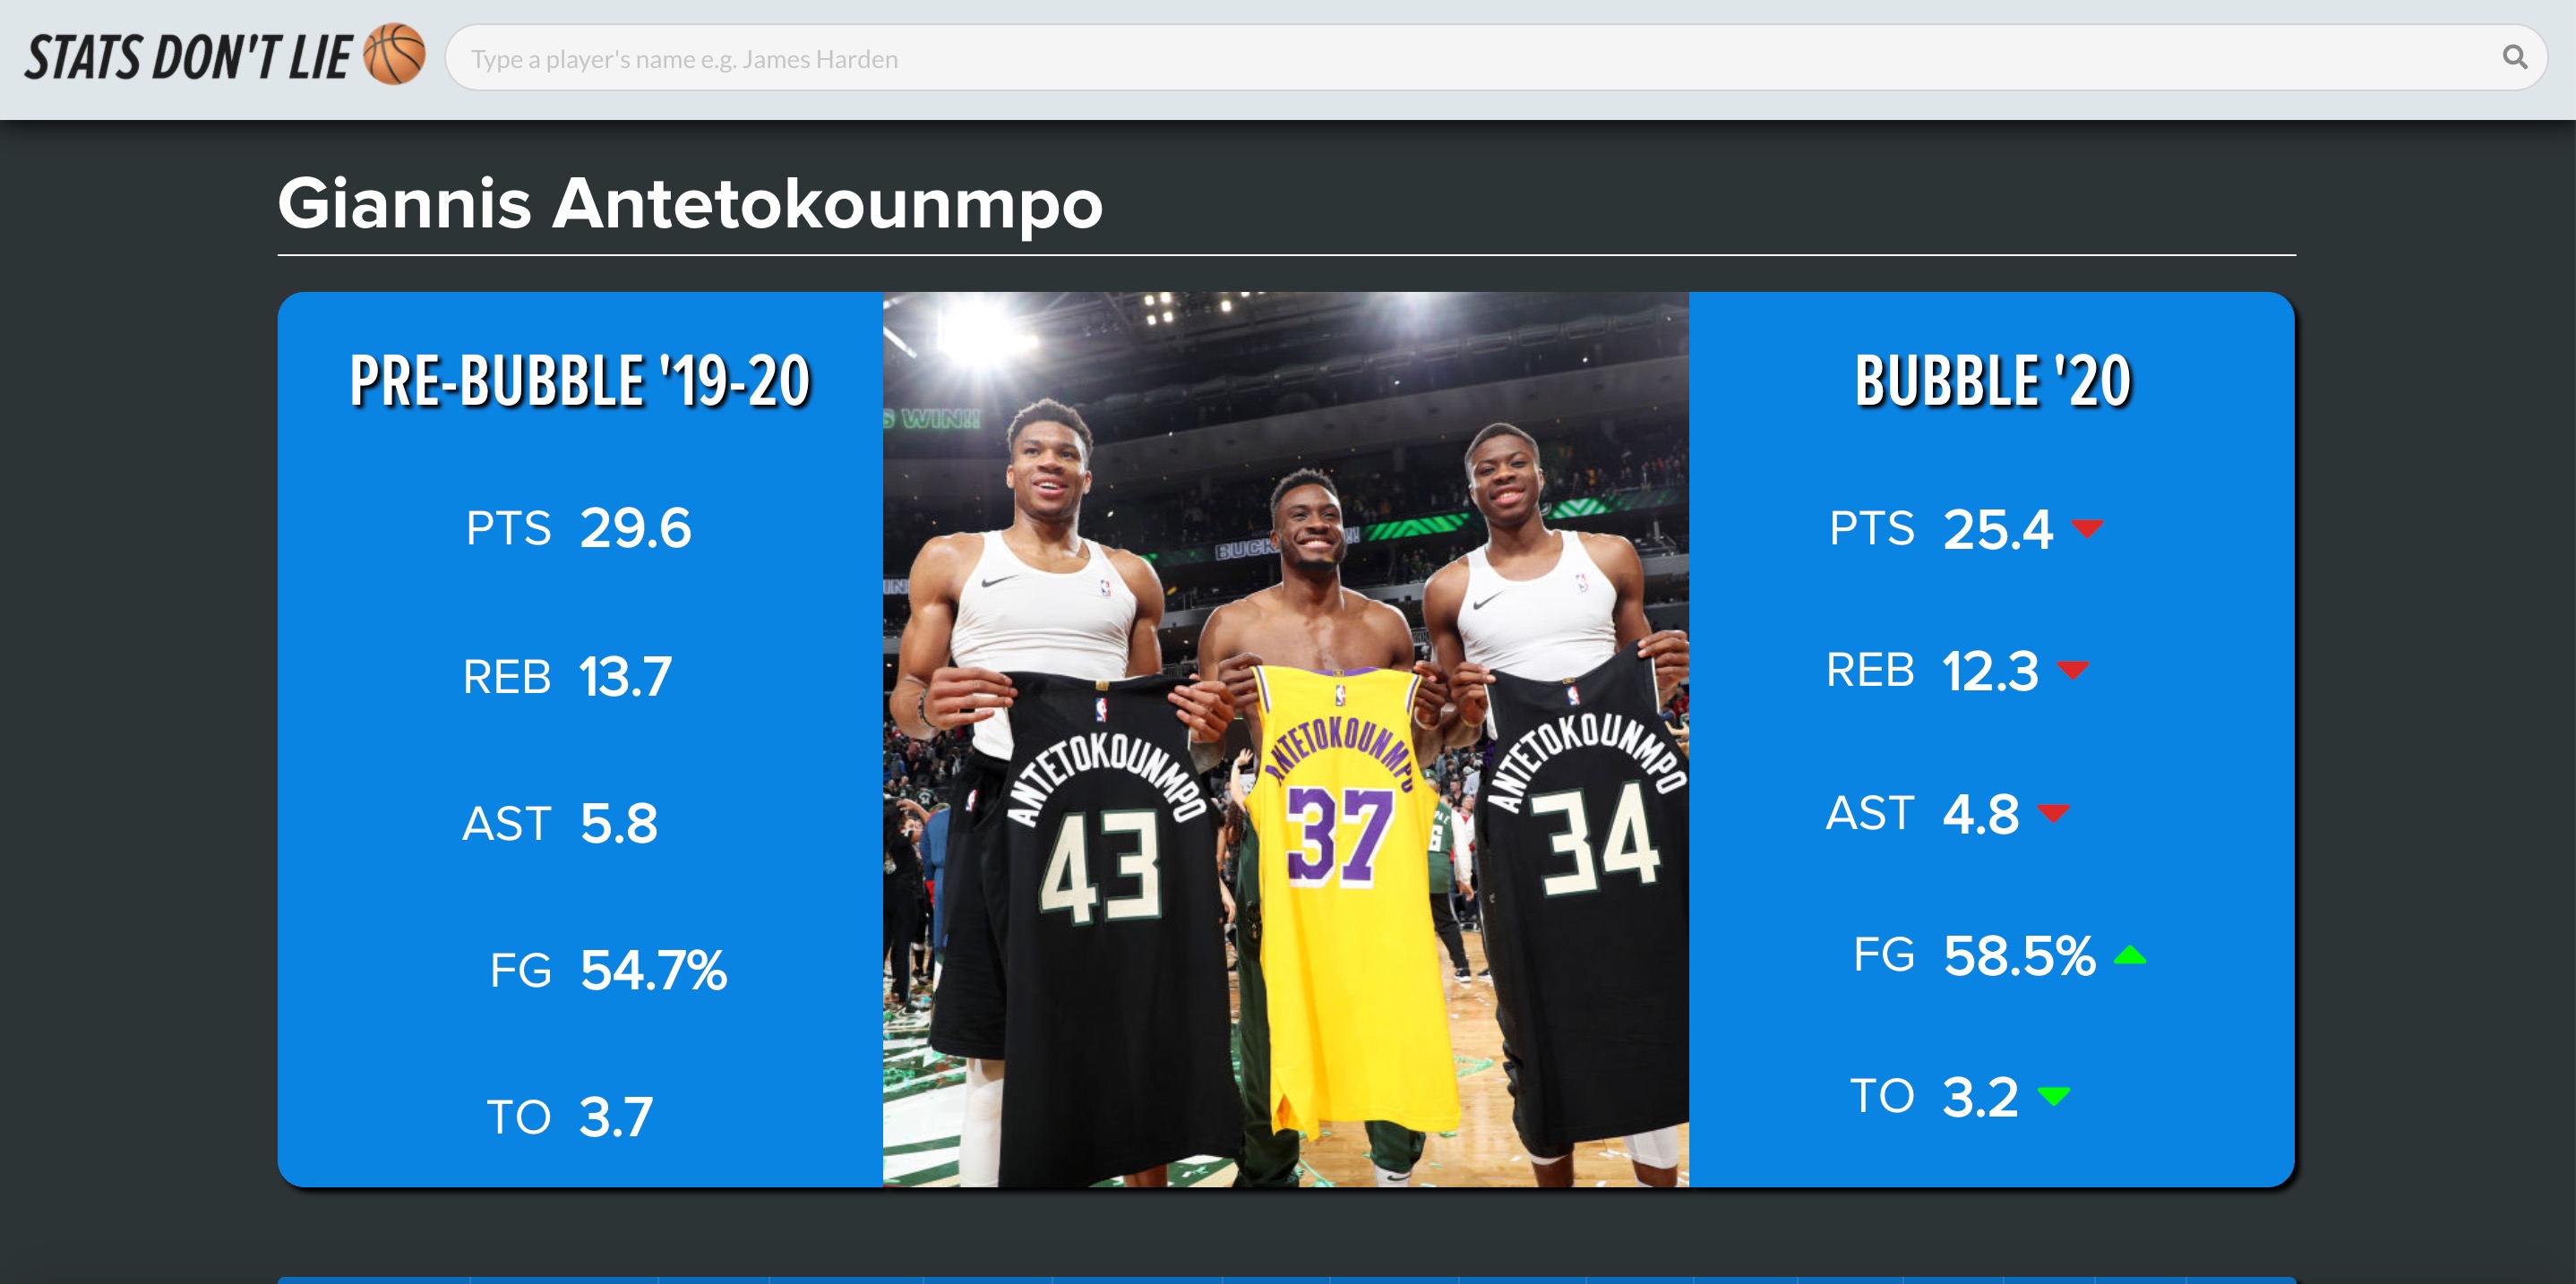 STATS DON'T LIE
Type a player's name e.g. James Harden
Giannis Antetokounmpo
PRE-BUBBLE '19-20
PTS 29.6
REB 13.7
AST 5.8
FG 54.7%
TO 3.7
WIN!!
ANTETOKOUNMPO
43
ANTETOKOUNMPO
37
ANTETOKOUNMPO
34
BUBBLE '20
PTS 25.4
REB 12.3
AST 4.8
FG 58.5%
TO 3.2